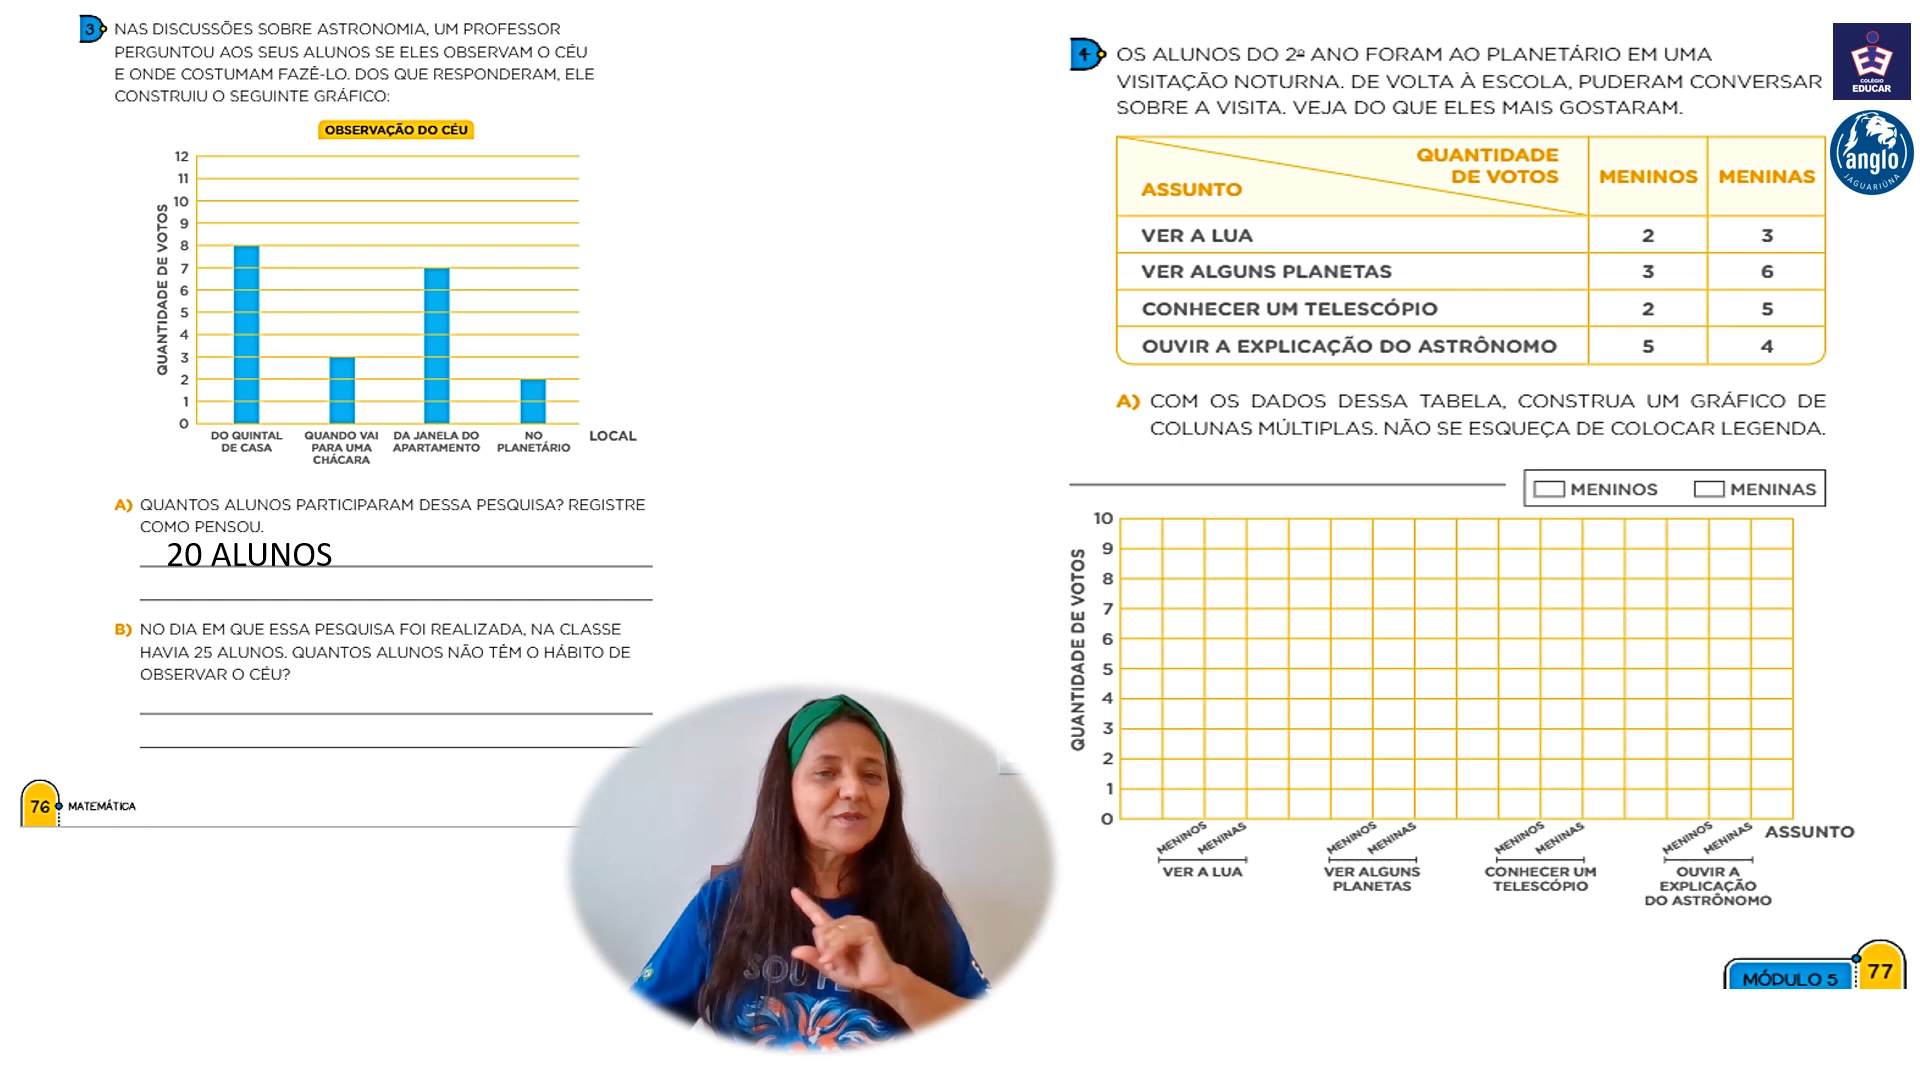 3 NAS DISCUSSÕES SOBRE ASTRONOMIA, UM PROFESSOR
PERGUNTOU AOS SEUS ALUNOS SE ELES OBSERVAM O CÉU
E ONDE COSTUMAM FAZÊ-LO. DOS QUE RESPONDERAM, ELE
CONSTRUIU O SEGUINTE GRÁFICO:
OBSERVAÇÃO DO CÉU
QUANTIDADE DE VOTOS
12
11
10
9
8
7
6
5
4
3
2
1
0
DO QUINTAL
DE CASA
QUANDO VAI
PARA UMA
CHÁCARA
DA JANELA DO
APARTAMENTO
NO
PLANETÁRIO
LOCAL
A) QUANTOS ALUNOS PARTICIPARAM DESSA PESQUISA? REGISTRE
COMO PENSOU.
20 ALUNOS
B) NO DIA EM QUE ESSA PESQUISA FOI REALIZADA, NA CLASSE
HAVIA 25 ALUNOS. QUANTOS ALUNOS NÃO TÊM O HÁBITO DE
OBSERVAR O CÉU?
76 MATEMÁTICA
4 OS ALUNOS DO 2º ANO FORAM AO PLANETÁRIO EM UMA
VISITAÇÃO NOTURNA. DE VOLTA À ESCOLA, PUDERAM CONVERSAR
SOBRE A VISITA. VEJA DO QUE ELES MAIS GOSTARAM.
QUANTIDADE
DE VOTOS
ASSUNTO
MENINOS MENINAS
VER A LUA 2 3
VER ALGUNS PLANETAS 3 6
CONHECER UM TELESCÓPIO 2 5
OUVIR A EXPLICAÇÃO DO ASTRÔNOMO 5 4
A) COM OS DADOS DESSA TABELA, CONSTRUA UM GRÁFICO DE
COLUNAS MÚLTIPLAS. NÃO SE ESQUEÇA DE COLOCAR LEGENDA.
MENINOS MENINAS
QUANTIDADE DE VOTOS
10
9
8
7
6
5
4
3
2
1
0
MENINOS MENINAS
VER A LUA
MENINOS MENINAS
VER ALGUNS
PLANETAS
MENINOS MENINAS
CONHECER UM
TELESCÓPIO
MENINOS MENINAS
OUVIR A
EXPLICAÇÃO
DO ASTRÔNOMO
ASSUNTO
MÓDULO 5 77
COLÉGIO
EDUCAR
anglo
JAGUARIÚNA